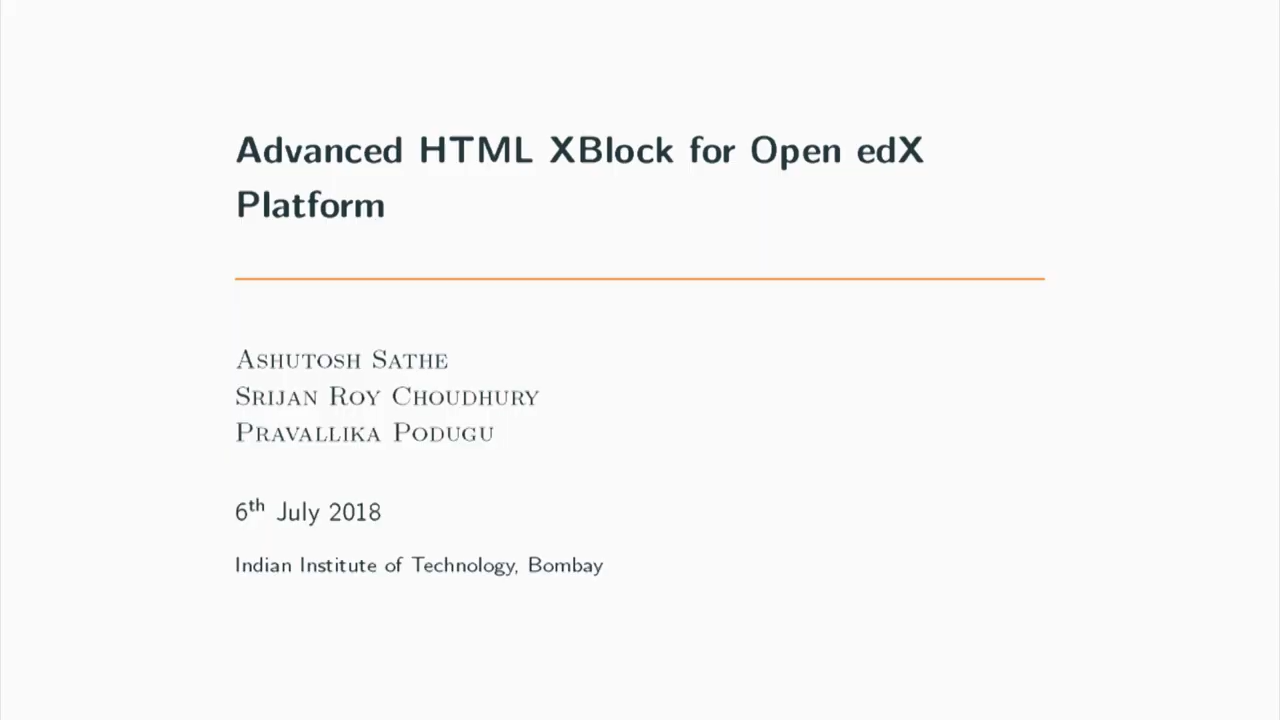 Advanced HTML XBlock for Open edX
Platform
Ashutosh Sathe
Srijan Roy Choudhury
Pravallika Podugu
6th July 2018
Indian Institute of Technology, Bombay